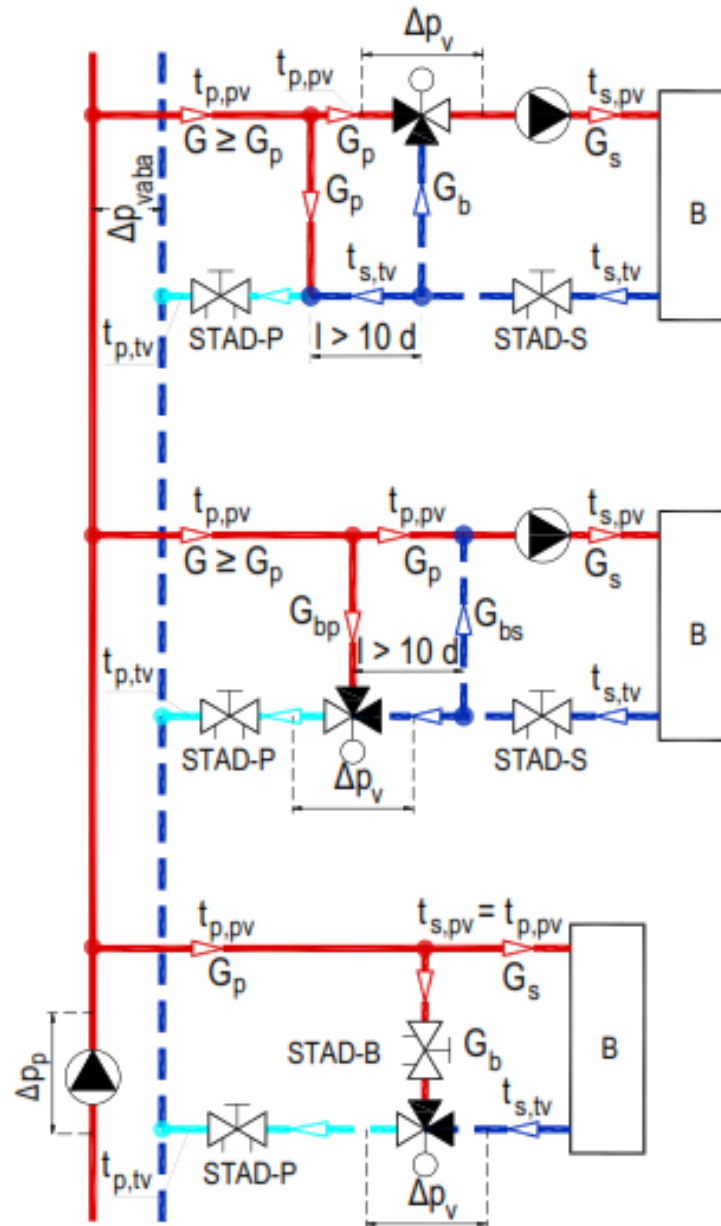 Δp_v
t_p,pv t_p,pv t_s,pv
G ≥ G_p G_p G_s
Δp_vaba
G_p G_b B
t_s,tv t_s,tv
t_p,tv STAD-P l > 10 d STAD-S
t_p,pv t_p,pv t_s,pv
G ≥ G_p G_p G_s
G_bp G_bs B
l > 10 d
t_p,tv t_s,tv
STAD-P Δp_v STAD-S
t_p,pv t_s,pv = t_p,pv
G_p G_s
Δp_p STAD-B G_b B
t_s,tv
t_p,tv STAD-P Δp_v